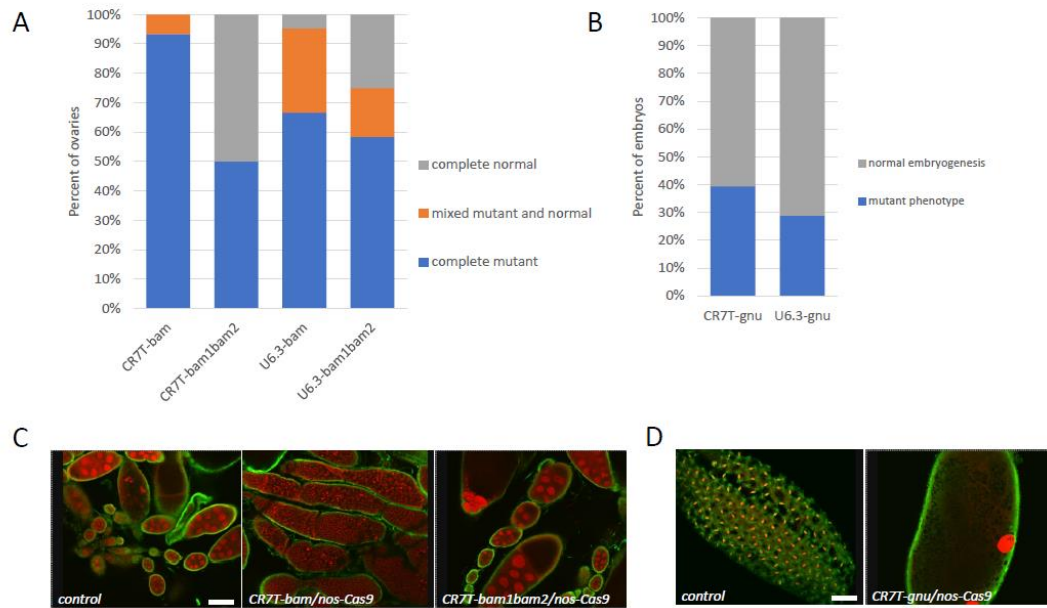 A
Percent of ovaries
100%
90%
80%
70%
60%
50%
40%
30%
20%
10%
0%
CR7T-bam
CR7T-bam1bam2
U6.3-bam
U6.3-bam1bam2
complete normal
mixed mutant and normal
complete mutant
B
Percent of embryos
100%
90%
80%
70%
60%
50%
40%
30%
20%
10%
0%
CR7T-gnu
U6.3-gnu
normal embryogenesis
mutant phenotype
C
control
CR7T-bam/nos-Cas9
CR7T-bam1bam2/nos-Cas9
D
control
CR7T-gnu/nos-Cas9